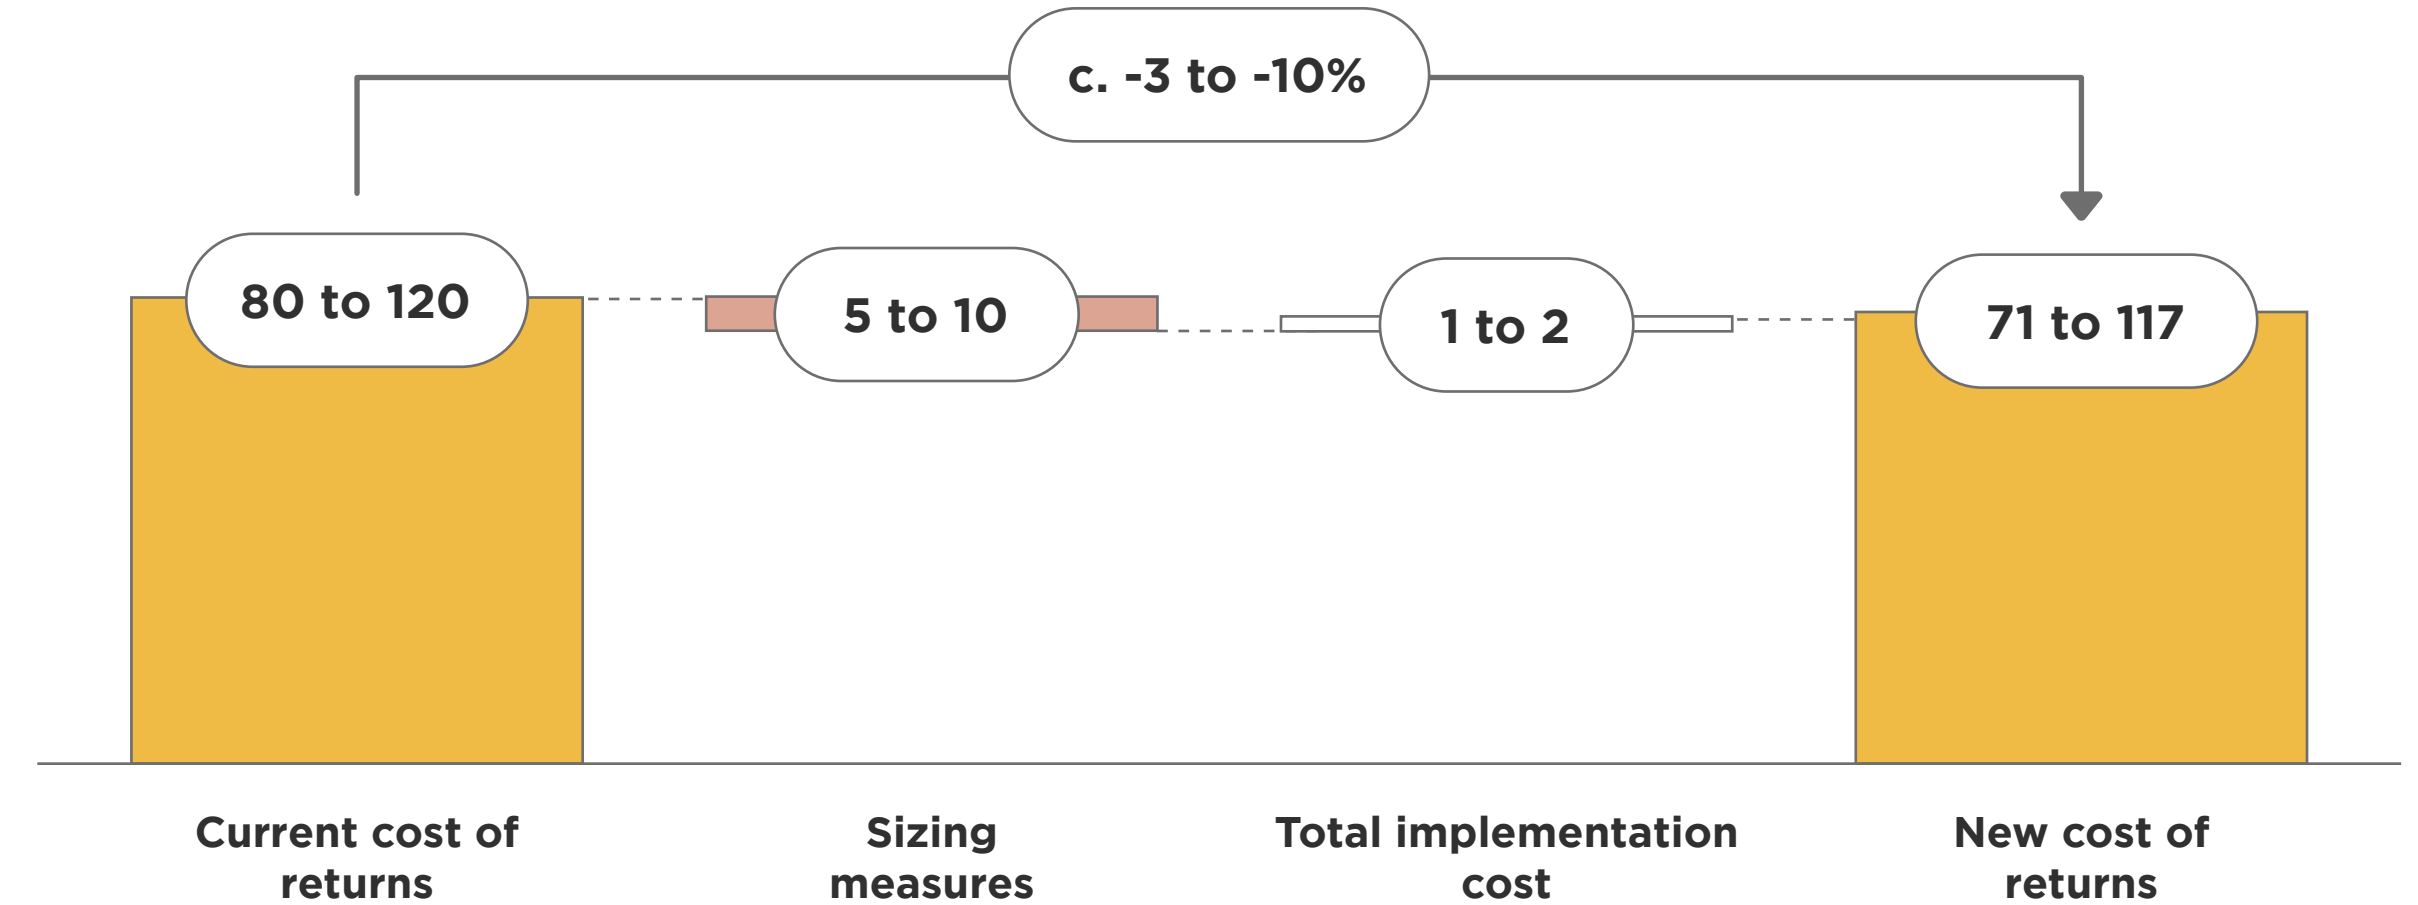 c. -3 to -10%
80 to 120
5 to 10
1 to 2
71 to 117
Current cost of
returns
Sizing
measures
Total implementation
cost
New cost of
returns